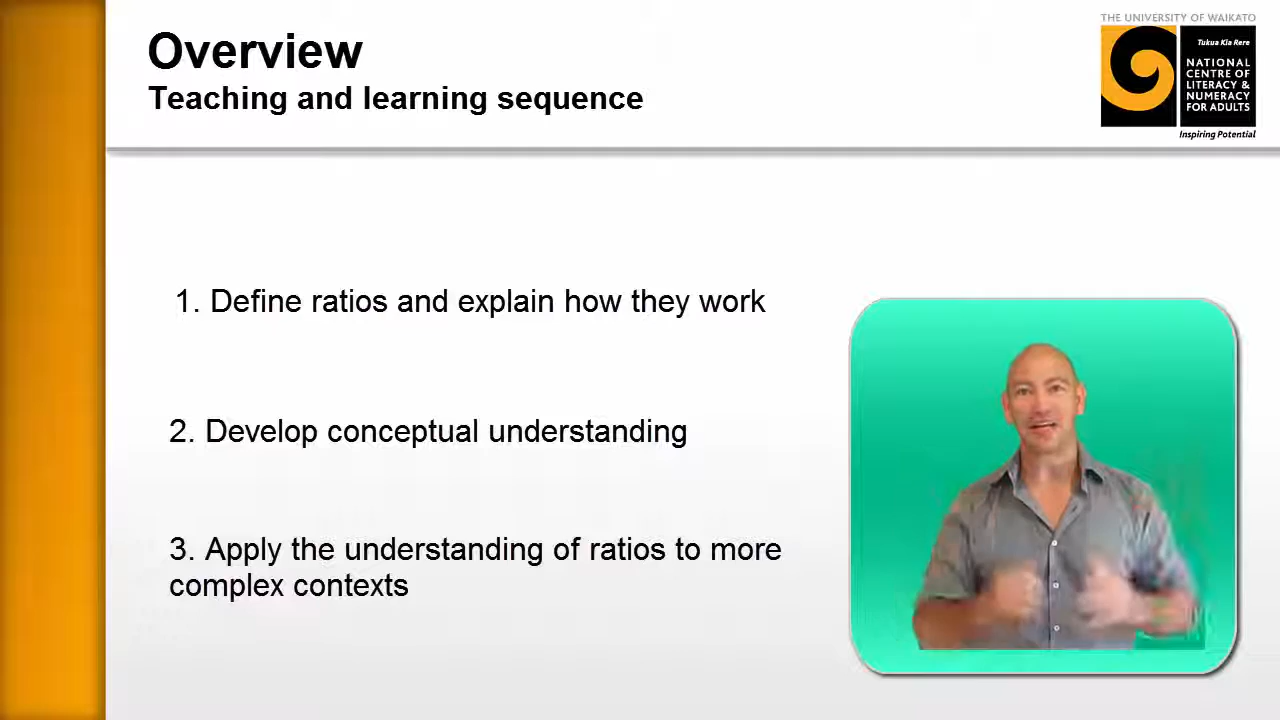 Overview
Teaching and learning sequence
THE UNIVERSITY OF WAIKATO
Tukua Kia Rere
NATIONAL
CENTRE OF
LITERACY &
NUMERACY
FOR ADULTS
Inspiring Potential
1. Define ratios and explain how they work
2. Develop conceptual understanding
3. Apply the understanding of ratios to more
complex contexts